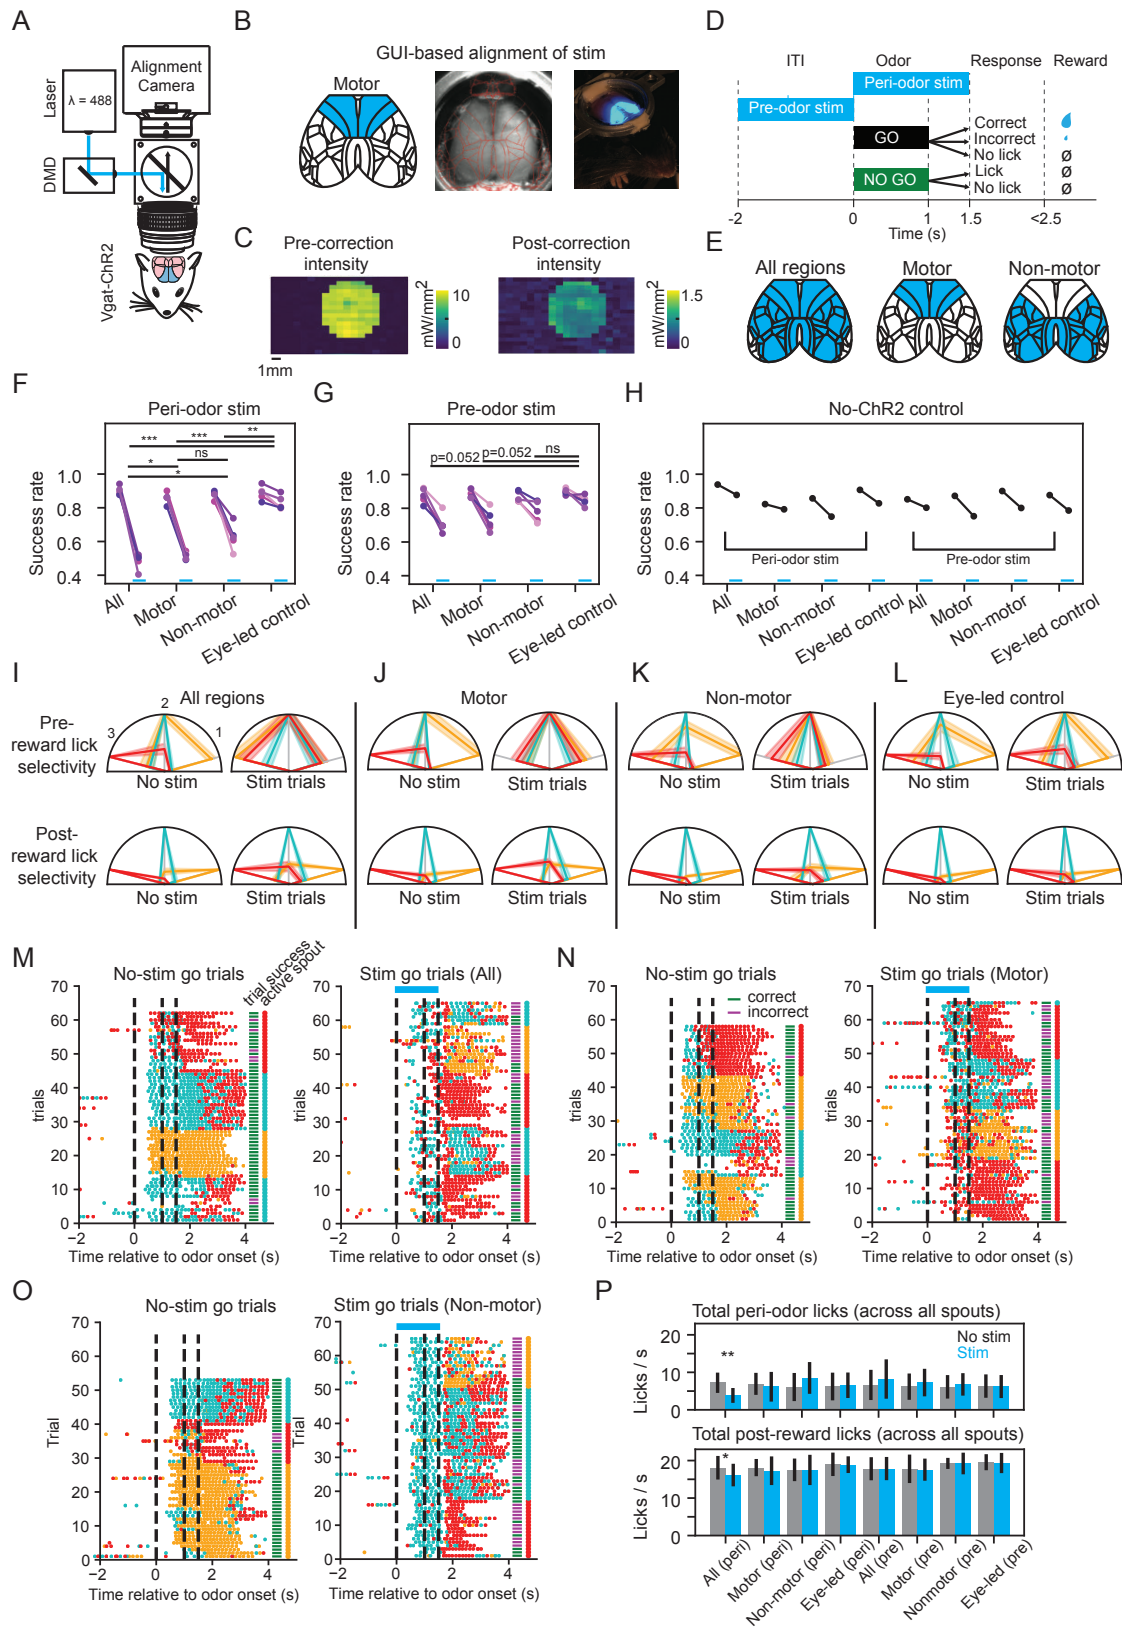 A
Laser
λ = 488
DMD
Alignment
Camera
Vgat-ChR2
B
GUI-based alignment of stim
Motor
C
Pre-correction
intensity
10
mW/mm²
0
1mm
Post-correction
intensity
1.5
mW/mm²
0
D
ITI
Odor
Response
Reward
Peri-odor stim
Pre-odor stim
GO
NO GO
Correct
Incorrect
No lick
Lick
No lick
Ø
Ø
Ø
-2
0
1
1.5
<2.5
Time (s)
E
All regions
Motor
Non-motor
F
Peri-odor stim
***
***
**
*
ns
*
Success rate
1.0
0.8
0.6
0.4
All
Motor
Non-motor
Eye-led control
G
Pre-odor stim
p=0.052
p=0.052
ns
Success rate
1.0
0.8
0.6
0.4
All
Motor
Non-motor
Eye-led control
H
No-ChR2 control
Success rate
1.0
0.8
0.6
0.4
Peri-odor stim
Pre-odor stim
All
Motor
Non-motor
Eye-led control
All
Motor
Non-motor
Eye-led control
I
All regions
Pre-
reward lick
selectivity
3
2
1
No stim
Stim trials
Post-
reward lick
selectivity
No stim
Stim trials
J
Motor
No stim
Stim trials
No stim
Stim trials
K
Non-motor
No stim
Stim trials
No stim
Stim trials
L
Eye-led control
No stim
Stim trials
No stim
Stim trials
M
No-stim go trials
trial success
active spout
trials
70
60
50
40
30
20
10
0
−2
0
2
4
Time relative to odor onset (s)
Stim go trials (All)
70
60
50
40
30
20
10
0
−2
0
2
4
Time relative to odor onset (s)
N
No-stim go trials
correct
incorrect
trials
70
60
50
40
30
20
10
0
−2
0
2
4
Time relative to odor onset (s)
Stim go trials (Motor)
trials
70
60
50
40
30
20
10
0
−2
0
2
4
Time relative to odor onset (s)
O
No-stim go trials
Trial
70
60
50
40
30
20
10
0
−2
0
2
4
Time relative to odor onset (s)
Stim go trials (Non-motor)
Trial
70
60
50
40
30
20
10
0
−2
0
2
4
Time relative to odor onset (s)
P
Total peri-odor licks (across all spouts)
No stim
Stim
**
Licks / s
20
10
0
Total post-reward licks (across all spouts)
*
Licks / s
20
10
0
All (peri)
Motor (peri)
Non-motor (peri)
Eye-led (peri)
All (pre)
Motor (pre)
Nonmotor (pre)
Eye-led (pre)